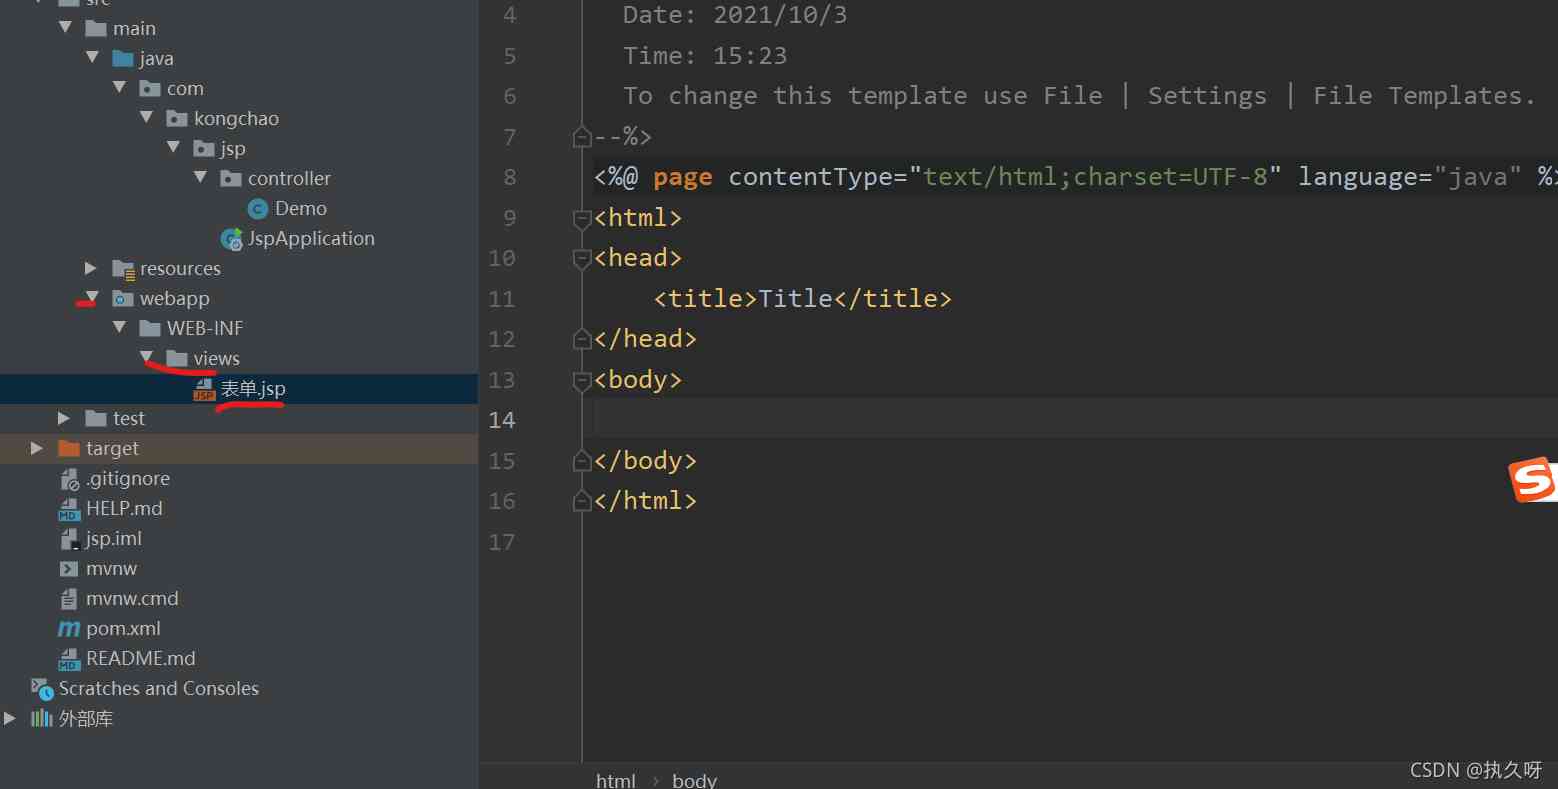 src
main
java
com
kongchao
jsp
controller
Demo
JspApplication
resources
webapp
WEB-INF
views
表单.jsp
test
target
.gitignore
HELP.md
jsp.iml
mvnw
mvnw.cmd
pom.xml
README.md
Scratches and Consoles
外部库
4 Date: 2021/10/3
5 Time: 15:23
6 To change this template use File | Settings | File Templates.
7 --%>
8 <%@ page contentType="text/html;charset=UTF-8" language="java" %>
9 <html>
10 <head>
11 <title>Title</title>
12 </head>
13 <body>
14
15 </body>
16 </html>
17
html › body
CSDN @执久呀